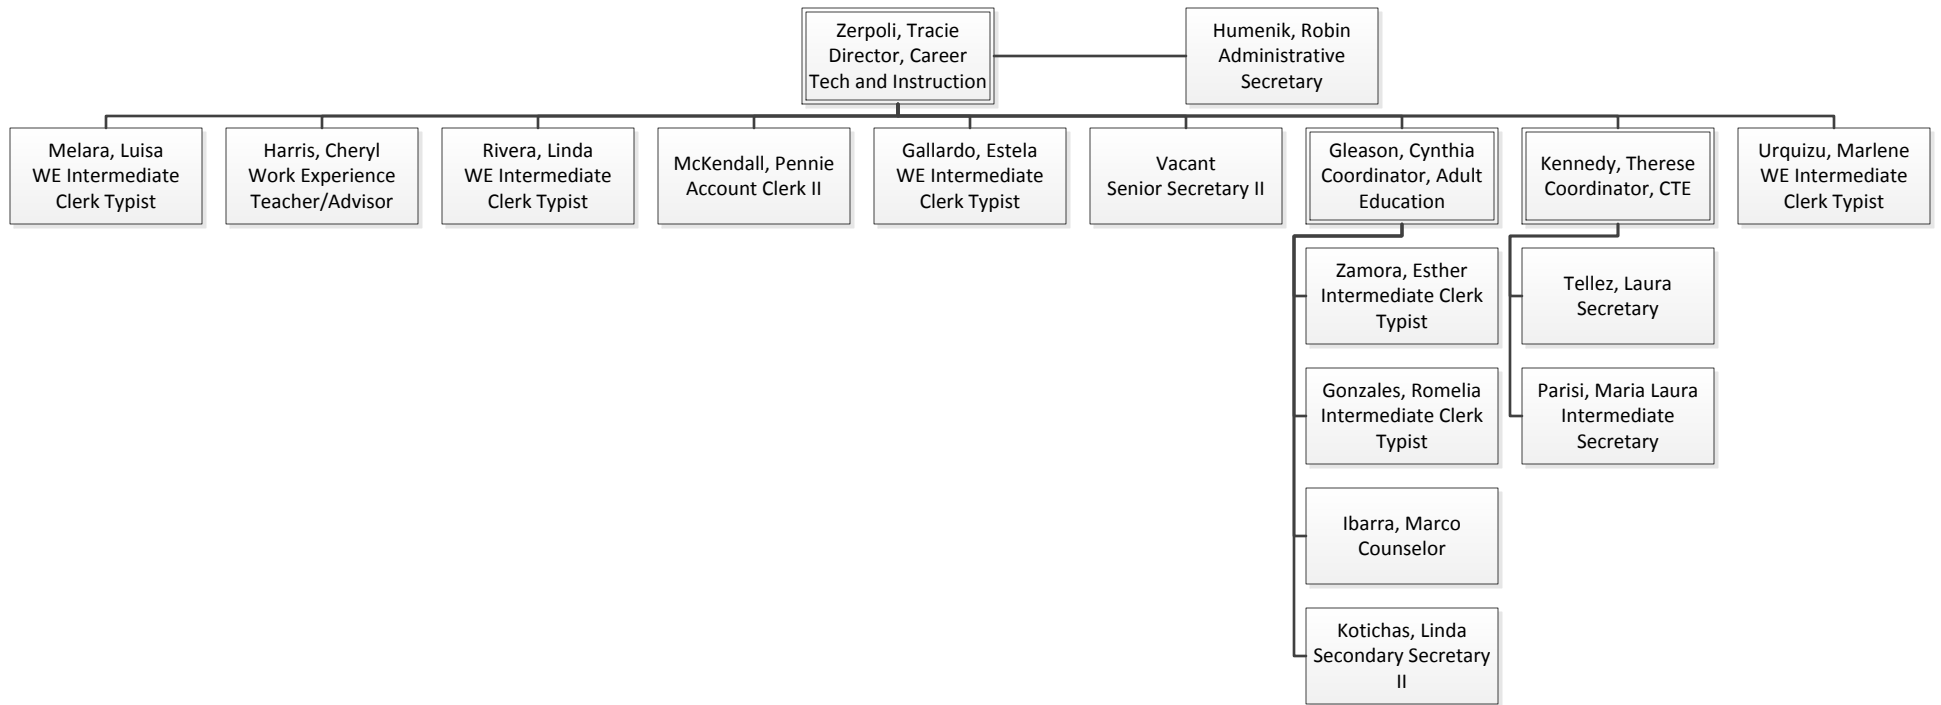 Zerpoli, Tracie
Director, Career
Tech and Instruction
Humenik, Robin
Administrative
Secretary
Melara, Luisa
WE Intermediate
Clerk Typist
Harris, Cheryl
Work Experience
Teacher/Advisor
Rivera, Linda
WE Intermediate
Clerk Typist
McKendall, Pennie
Account Clerk II
Gallardo, Estela
WE Intermediate
Clerk Typist
Vacant
Senior Secretary II
Gleason, Cynthia
Coordinator, Adult
Education
Kennedy, Therese
Coordinator, CTE
Urquizu, Marlene
WE Intermediate
Clerk Typist
Zamora, Esther
Intermediate Clerk
Typist
Tellez, Laura
Secretary
Gonzales, Romelia
Intermediate Clerk
Typist
Parisi, Maria Laura
Intermediate
Secretary
Ibarra, Marco
Counselor
Kotichas, Linda
Secondary Secretary
II